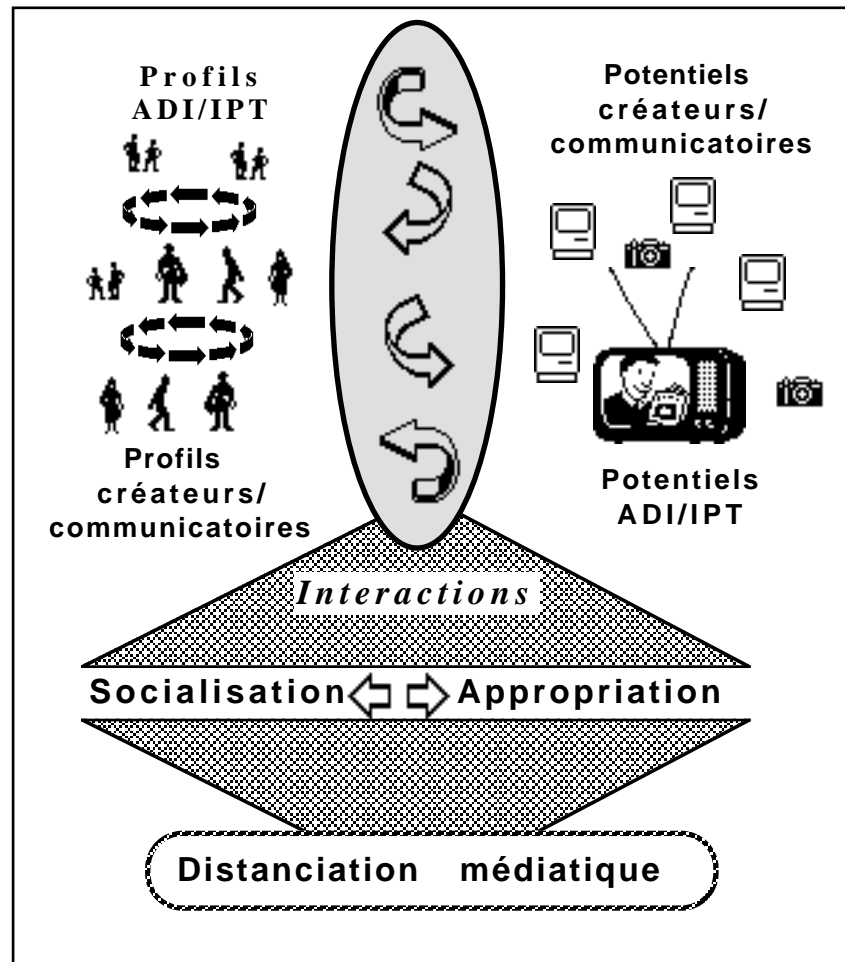 Profils
ADI/IPT
Profils
créateurs/
communicatoires
Potentiels
créateurs/
communicatoires
Potentiels
ADI/IPT
Interactions
Socialisation Appropriation
Distanciation médiatique